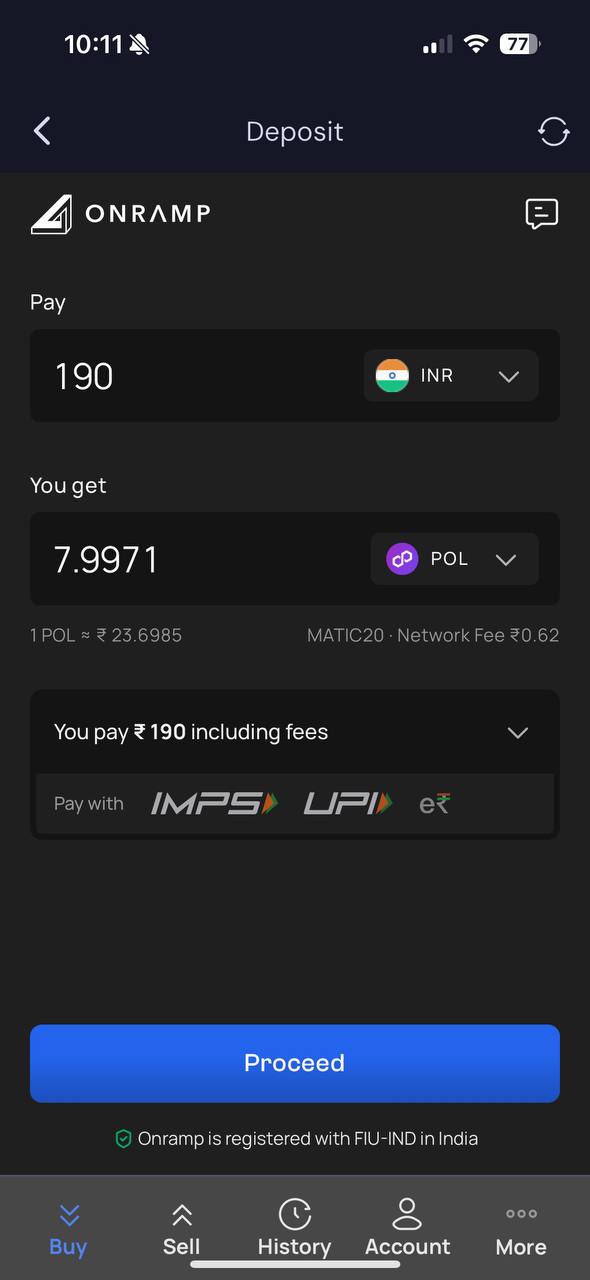 10:11 77
Deposit
ONRAMP
Pay
190 INR
You get
7.9971 POL
1 POL ≈ ₹ 23.6985 MATIC20 · Network Fee ₹0.62
You pay ₹ 190 including fees
Pay with IMPS UPI e₹
Proceed
Onramp is registered with FIU-IND in India
Buy Sell History Account More